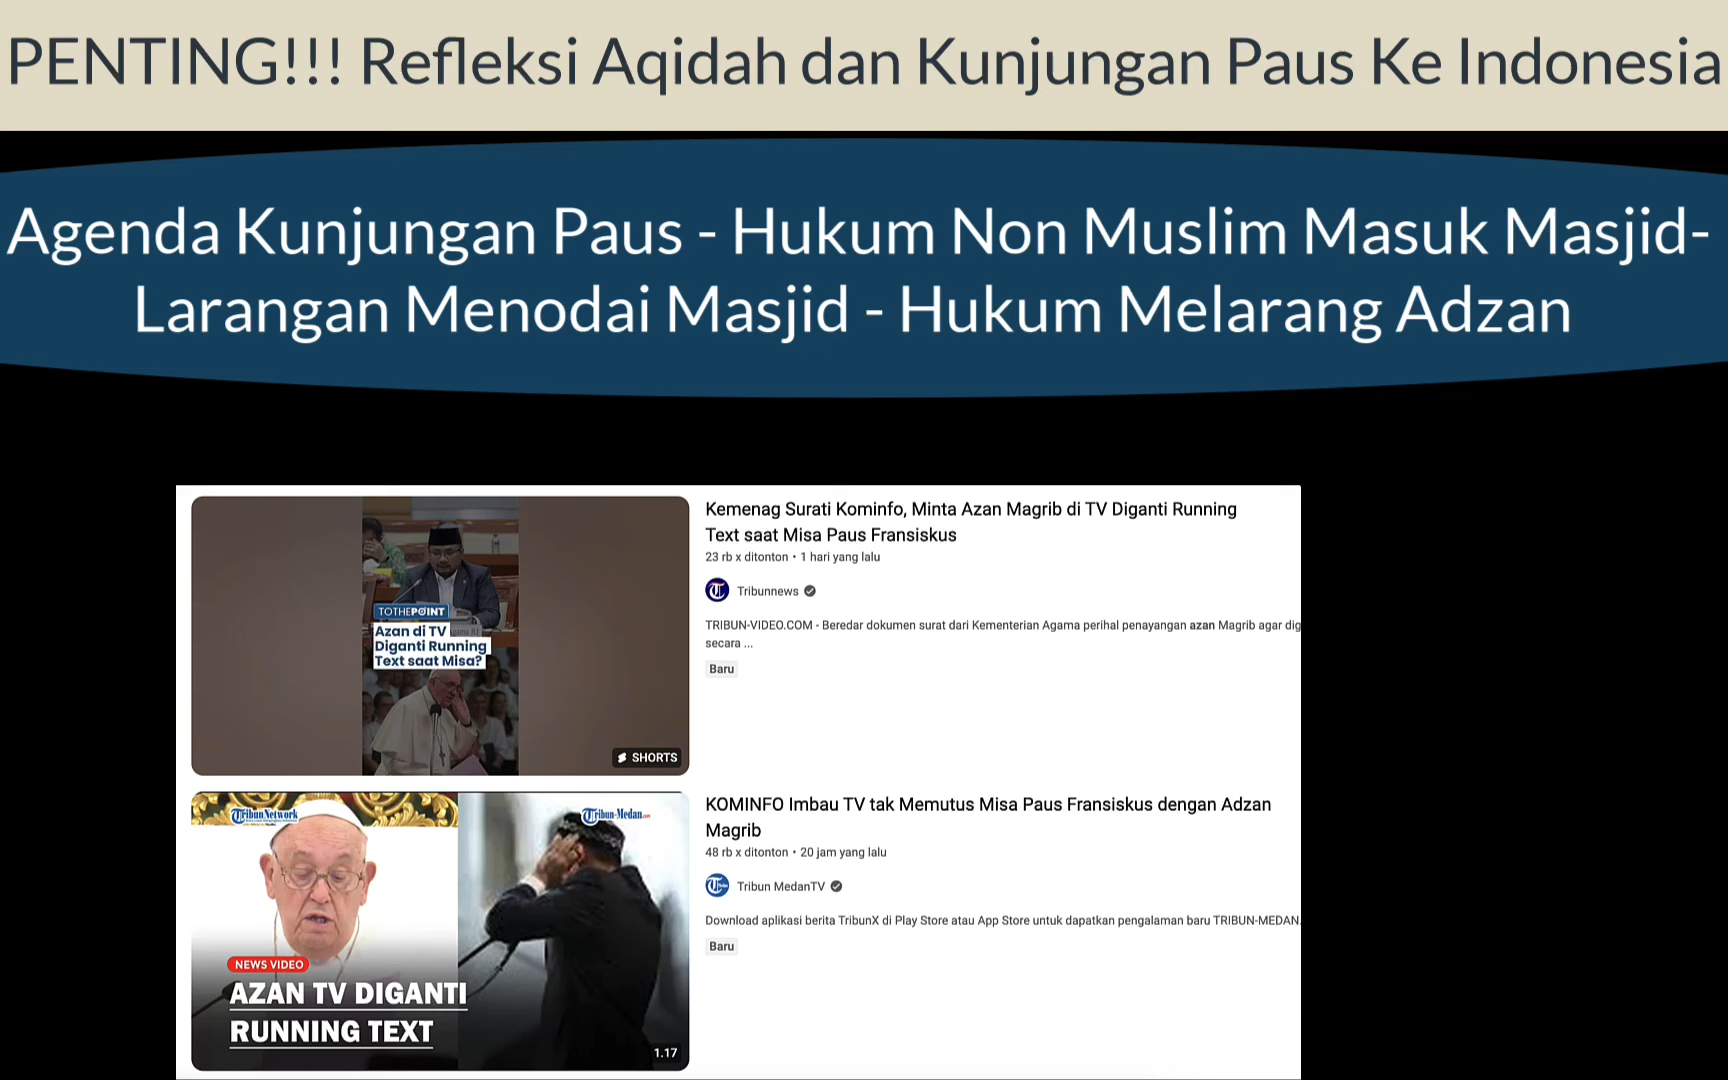 PENTING!!! Refleksi Aqidah dan Kunjungan Paus Ke Indonesia
Agenda Kunjungan Paus - Hukum Non Muslim Masuk Masjid-
Larangan Menodai Masjid - Hukum Melarang Adzan
TOTHEPOINT
Azan di TV
Diganti Running
Text saat Misa?
SHORTS
Kemenag Surati Kominfo, Minta Azan Magrib di TV Diganti Running
Text saat Misa Paus Fransiskus
23 rb x ditonton • 1 hari yang lalu
Tribunnews
TRIBUN-VIDEO.COM - Beredar dokumen surat dari Kementerian Agama perihal penayangan azan Magrib agar dig
secara ...
Baru
Tribun Network
Tribun-Medan.com
NEWS VIDEO
AZAN TV DIGANTI
RUNNING TEXT
1.17
KOMINFO Imbau TV tak Memutus Misa Paus Fransiskus dengan Adzan
Magrib
48 rb x ditonton • 20 jam yang lalu
Tribun MedanTV
Download aplikasi berita TribunX di Play Store atau App Store untuk dapatkan pengalaman baru TRIBUN-MEDAN.
Baru